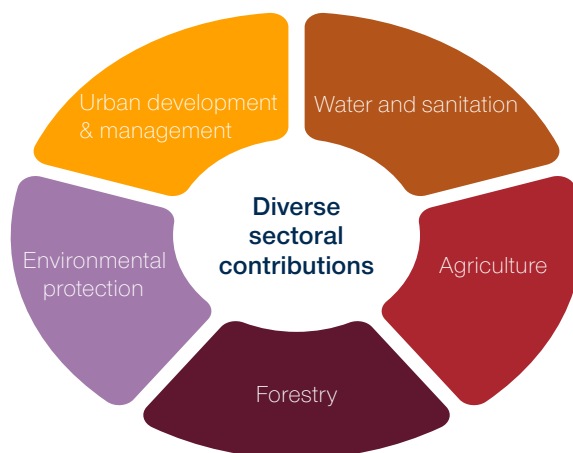 Urban development
& management
Water and sanitation
Diverse
sectoral
contributions
Environmental
protection
Agriculture
Forestry